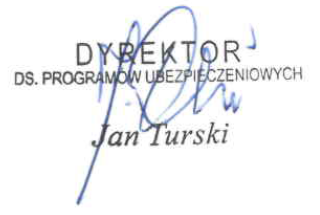 DYREKTOR
DS. PROGRAMÓW UBEZPIECZENIOWYCH
Jan Turski